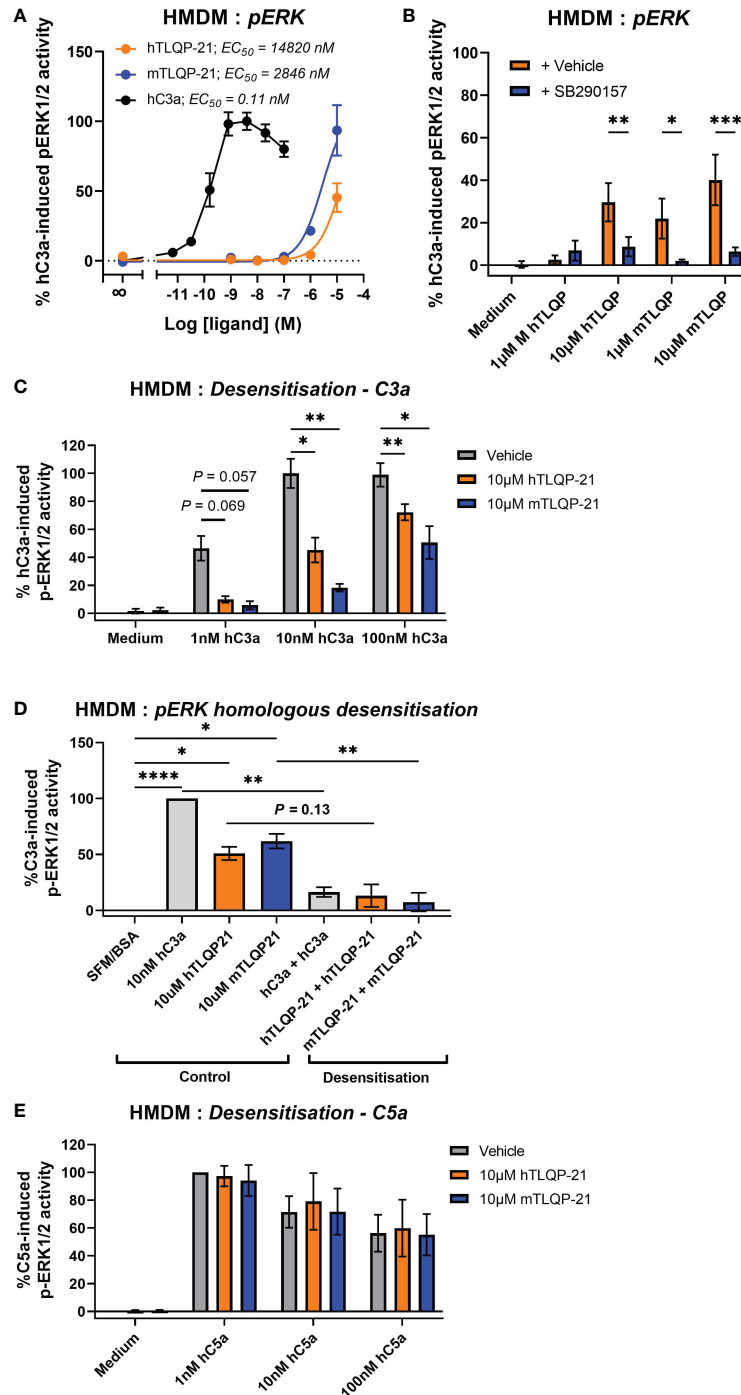 A
HMDM : pERK
hTLQP-21; EC50 = 14820 nM
mTLQP-21; EC50 = 2846 nM
hC3a; EC50 = 0.11 nM
% hC3a-induced pERK1/2 activity
150
100
50
0
∞ -11 -10 -9 -8 -7 -6 -5 -4
Log [ligand] (M)
B
HMDM : pERK
+ Vehicle
+ SB290157
% hC3a-induced pERK1/2 activity
100
80
60
40
20
0
** * ***
Medium
1µM M hTLQP
10µM hTLQP
1µM mTLQP
10µM mTLQP
C
HMDM : Desensitisation - C3a
% hC3a-induced
p-ERK1/2 activity
120
100
80
60
40
20
0
P = 0.057
P = 0.069
**
*
*
**
Vehicle
10µM hTLQP-21
10µM mTLQP-21
Medium 1nM hC3a 10nM hC3a 100nM hC3a
D
HMDM : pERK homologous desensitisation
%C3a-induced
p-ERK1/2 activity
150
100
50
0
*
* **
**** **
P = 0.13
SFM/BSA
10nM hC3a
10uM hTLQP21
10uM mTLQP21
hC3a + hC3a
hTLQP-21 + hTLQP-21
mTLQP-21 + mTLQP-21
Control Desensitisation
E
HMDM : Desensitisation - C5a
%C5a-induced
p-ERK1/2 activity
120
100
80
60
40
20
0
Vehicle
10µM hTLQP-21
10µM mTLQP-21
Medium
1nM hC5a
10nM hC5a
100nM hC5a